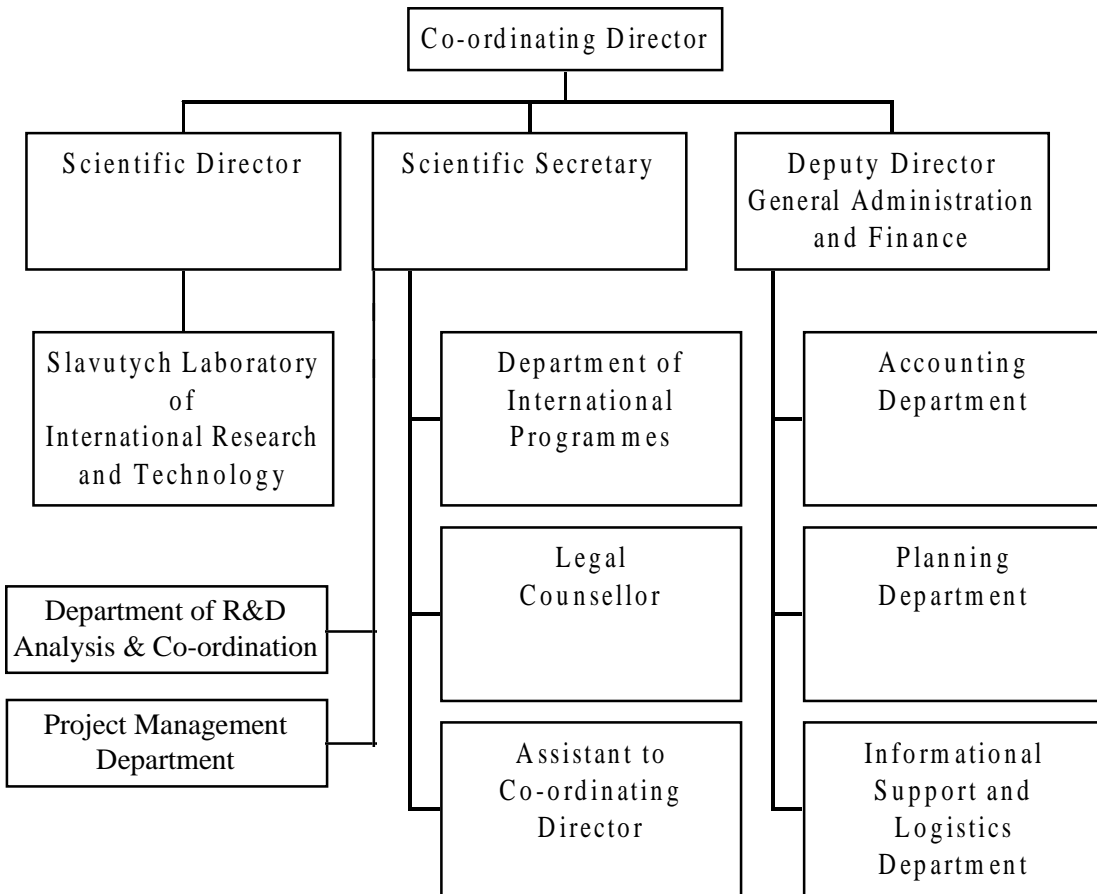 Co-ordinating Director
Scientific Director
Scientific Secretary
Deputy Director
General Administration
and Finance
Slavutych Laboratory
of
International Research
and Technology
Department of
International
Programmes
Accounting
Department
Legal
Counsellor
Planning
Department
Department of R&D
Analysis & Co-ordination
Project Management
Department
Assistant to
Co-ordinating
Director
Informational
Support and
Logistics
Department